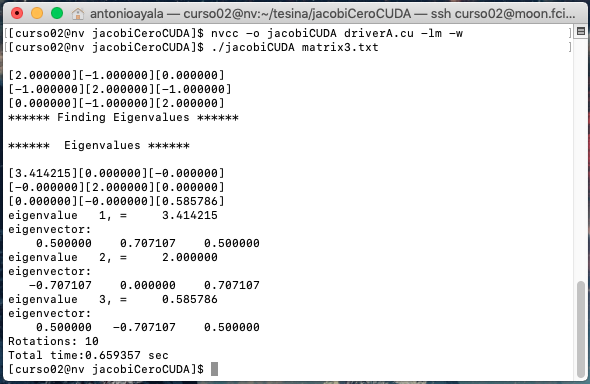 antonioayala — curso02@nv:~/tesina/jacobiCeroCUDA — ssh curso02@moon.fci...
[[curso02@nv jacobiCeroCUDA]$ nvcc -o jacobiCUDA driverA.cu -lm -w ]
[[curso02@nv jacobiCeroCUDA]$ ./jacobiCUDA matrix3.txt ]
[2.000000][-1.000000][0.000000]
[-1.000000][2.000000][-1.000000]
[0.000000][-1.000000][2.000000]
****** Finding Eigenvalues ******
****** Eigenvalues ******
[3.414215][0.000000][-0.000000]
[-0.000000][2.000000][0.000000]
[0.000000][-0.000000][0.585786]
eigenvalue 1, = 3.414215
eigenvector:
0.500000 0.707107 0.500000
eigenvalue 2, = 2.000000
eigenvector:
-0.707107 0.000000 0.707107
eigenvalue 3, = 0.585786
eigenvector:
0.500000 -0.707107 0.500000
Rotations: 10
Total time:0.659357 sec
[curso02@nv jacobiCeroCUDA]$